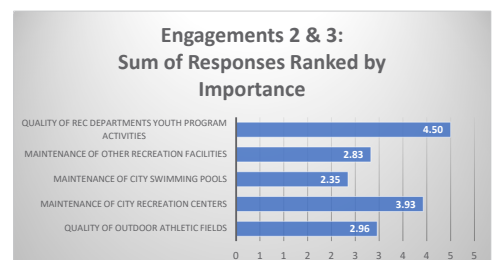 Engagements 2 & 3:
Sum of Responses Ranked by
Importance
QUALITY OF REC DEPARTMENTS YOUTH PROGRAM
ACTIVITIES
4.50
MAINTENANCE OF OTHER RECREATION FACILITIES
2.83
MAINTENANCE OF CITY SWIMMING POOLS
2.35
MAINTENANCE OF CITY RECREATION CENTERS
3.93
QUALITY OF OUTDOOR ATHLETIC FIELDS
2.96
0 1 1 2 2 3 3 4 4 5 5